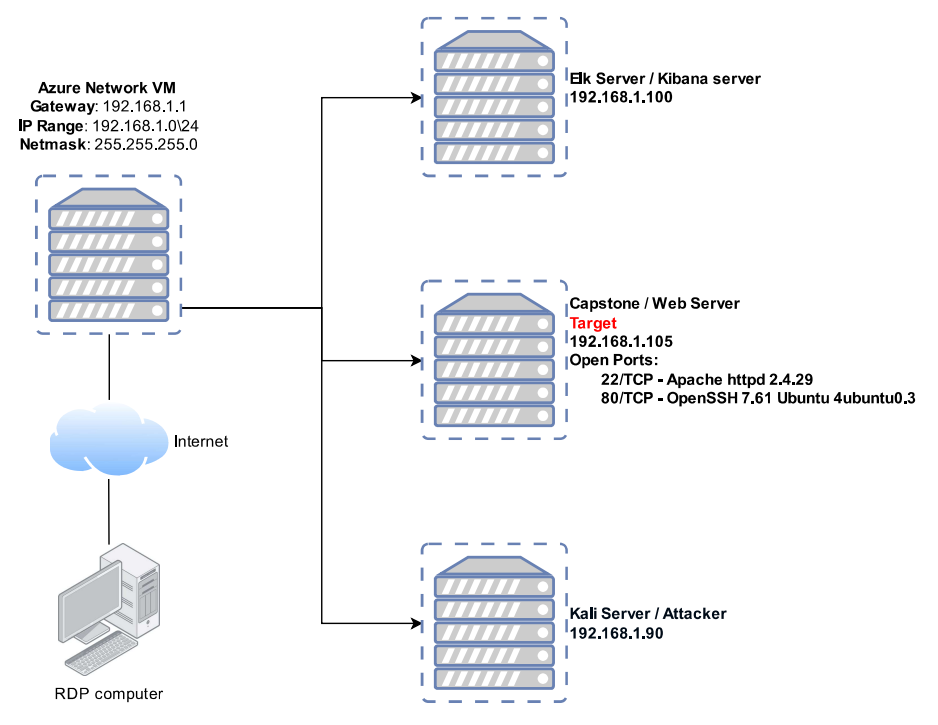 Azure Network VM
Gateway: 192.168.1.1
IP Range: 192.168.1.0\24
Netmask: 255.255.255.0
Elk Server / Kibana server
192.168.1.100
Capstone / Web Server
Target
192.168.1.105
Open Ports:
22/TCP - Apache httpd 2.4.29
80/TCP - OpenSSH 7.61 Ubuntu 4ubuntu0.3
Internet
Kali Server / Attacker
192.168.1.90
RDP computer